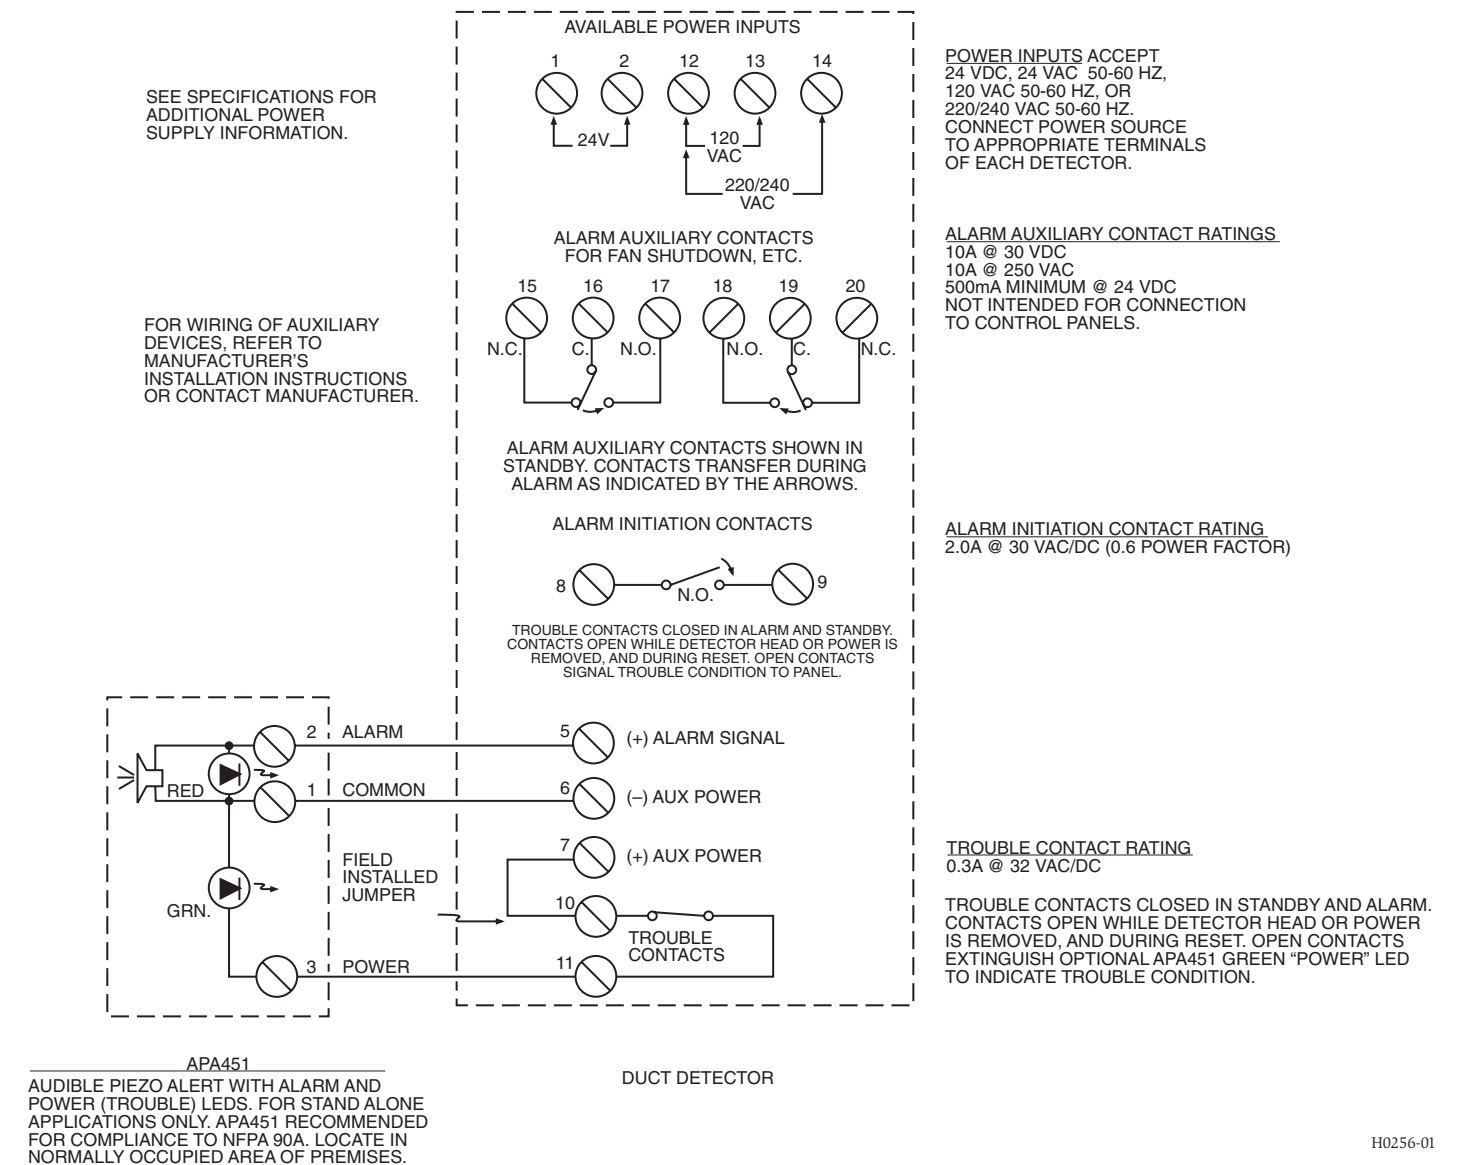 AVAILABLE POWER INPUTS
1 2 12 13 14
24V
120
VAC
220/240
VAC
SEE SPECIFICATIONS FOR
ADDITIONAL POWER
SUPPLY INFORMATION.
POWER INPUTS ACCEPT
24 VDC, 24 VAC 50-60 HZ,
120 VAC 50-60 HZ, OR
220/240 VAC 50-60 HZ.
CONNECT POWER SOURCE
TO APPROPRIATE TERMINALS
OF EACH DETECTOR.
ALARM AUXILIARY CONTACTS
FOR FAN SHUTDOWN, ETC.
15 16 17 18 19 20
N.C. C. N.O. N.O. C. N.C.
ALARM AUXILIARY CONTACT RATINGS
10A @ 30 VDC
10A @ 250 VAC
500mA MINIMUM @ 24 VDC
NOT INTENDED FOR CONNECTION
TO CONTROL PANELS.
FOR WIRING OF AUXILIARY
DEVICES, REFER TO
MANUFACTURER'S
INSTALLATION INSTRUCTIONS
OR CONTACT MANUFACTURER.
ALARM AUXILIARY CONTACTS SHOWN IN
STANDBY. CONTACTS TRANSFER DURING
ALARM AS INDICATED BY THE ARROWS.
ALARM INITIATION CONTACTS
8 N.O. 9
ALARM INITIATION CONTACT RATING
2.0A @ 30 VAC/DC (0.6 POWER FACTOR)
TROUBLE CONTACTS CLOSED IN ALARM AND STANDBY.
CONTACTS OPEN WHILE DETECTOR HEAD OR POWER IS
REMOVED, AND DURING RESET. OPEN CONTACTS
SIGNAL TROUBLE CONDITION TO PANEL.
2 ALARM 5 (+) ALARM SIGNAL
RED 1 COMMON 6 (–) AUX POWER
7 (+) AUX POWER
FIELD
INSTALLED
JUMPER
GRN.
10
TROUBLE
CONTACTS
3 POWER 11
TROUBLE CONTACT RATING
0.3A @ 32 VAC/DC
TROUBLE CONTACTS CLOSED IN STANDBY AND ALARM.
CONTACTS OPEN WHILE DETECTOR HEAD OR POWER
IS REMOVED, AND DURING RESET. OPEN CONTACTS
EXTINGUISH OPTIONAL APA451 GREEN “POWER” LED
TO INDICATE TROUBLE CONDITION.
APA451
AUDIBLE PIEZO ALERT WITH ALARM AND
POWER (TROUBLE) LEDS. FOR STAND ALONE
APPLICATIONS ONLY. APA451 RECOMMENDED
FOR COMPLIANCE TO NFPA 90A. LOCATE IN
NORMALLY OCCUPIED AREA OF PREMISES.
DUCT DETECTOR
H0256-01